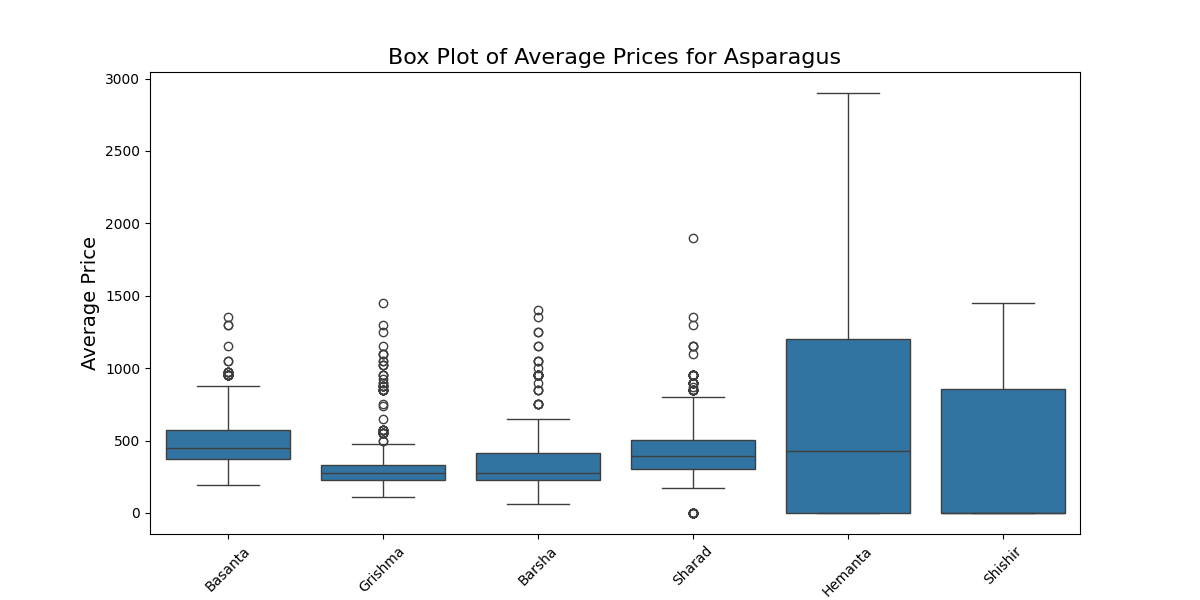 Box Plot of Average Prices for Asparagus
3000
2500
2000
1500
1000
500
0
Average Price
Basanta
Grishma
Barsha
Sharad
Hemanta
Shishir